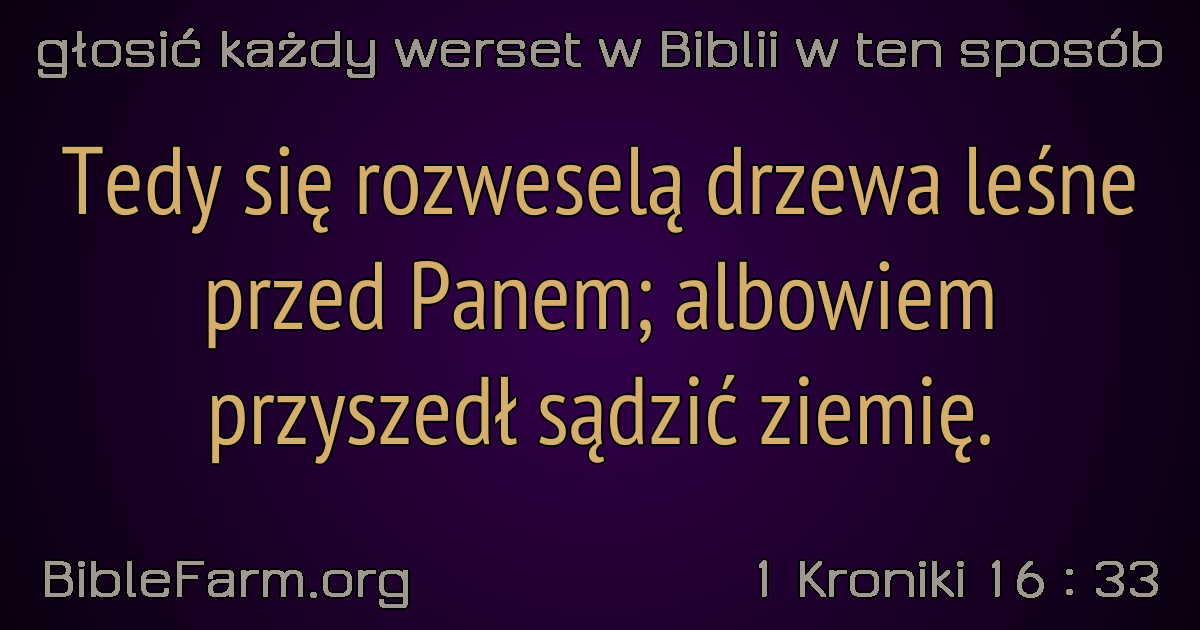 głosić każdy werset w Biblii w ten sposób
Tedy się rozweselą drzewa leśne
przed Panem; albowiem
przyszedł sądzić ziemię.
BibleFarm.org
1 Kroniki 16 : 33